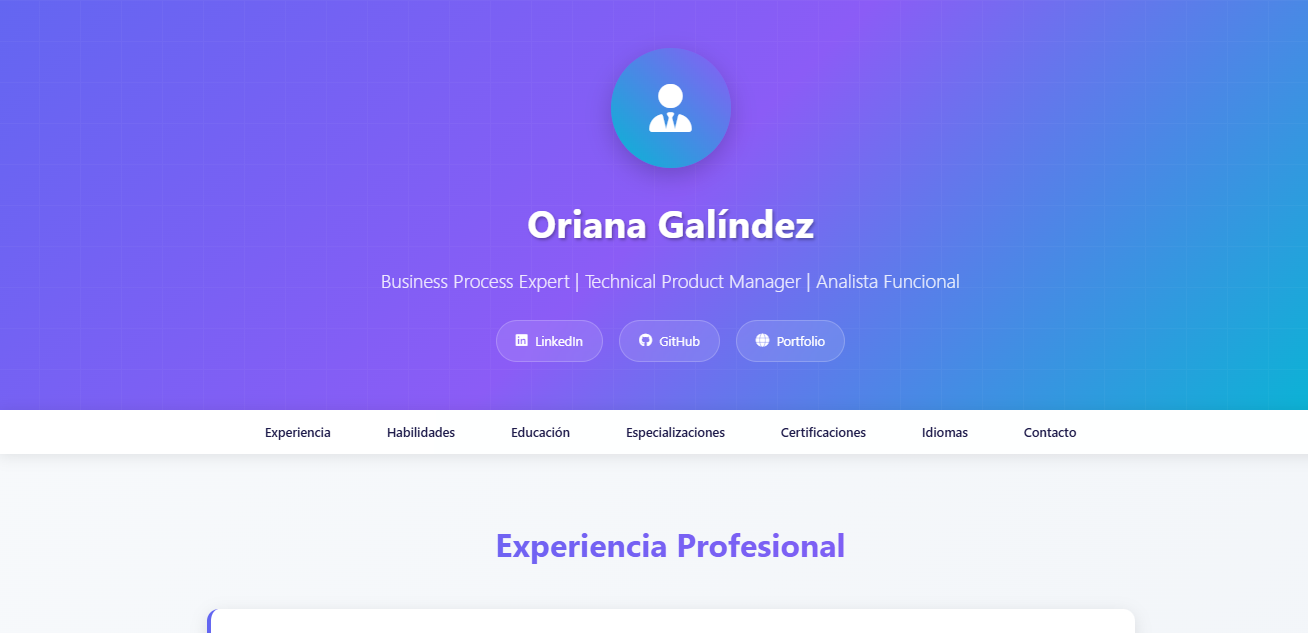 Oriana Galíndez
Business Process Expert | Technical Product Manager | Analista Funcional
LinkedIn GitHub Portfolio
Experiencia Habilidades Educación Especializaciones Certificaciones Idiomas Contacto
Experiencia Profesional